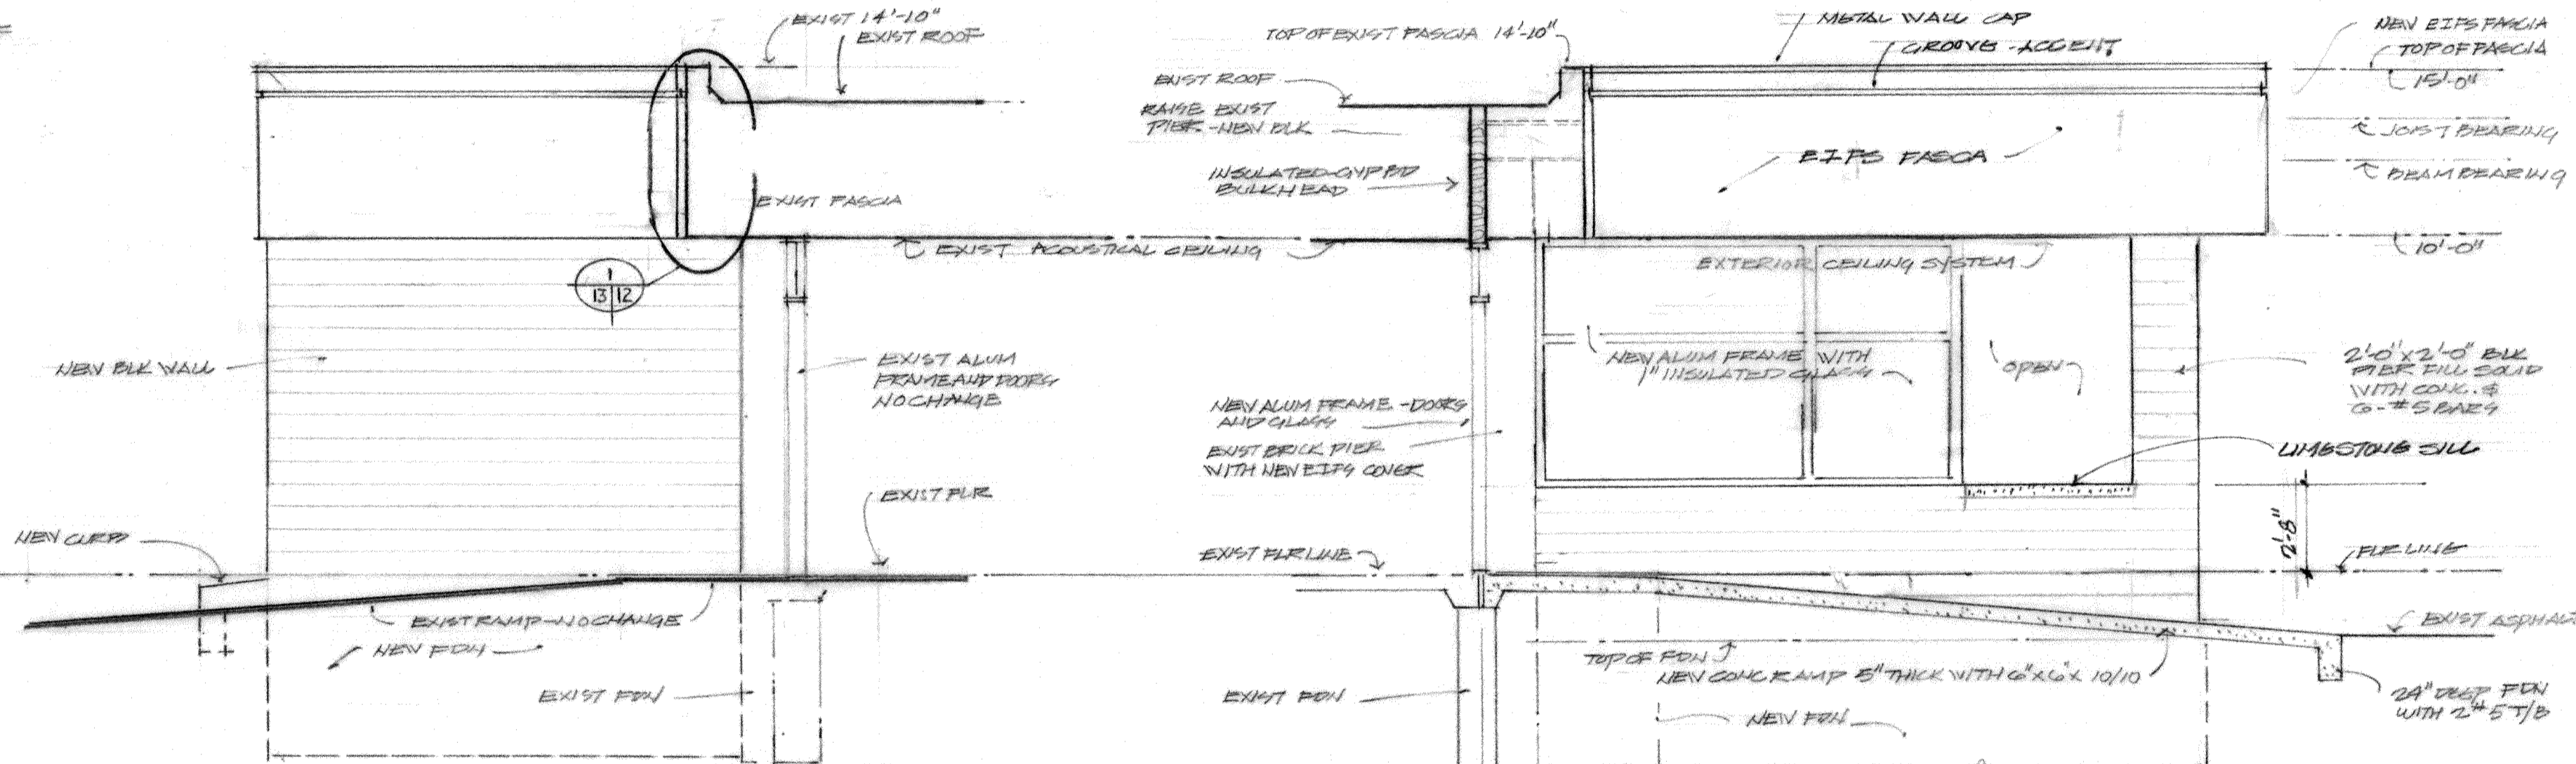 EXIST 14'-10"
EXIST ROOF
EXIST FASCIA
EXIST ACOUSTICAL CEILING
1
13 12
NEW BLK WALL
EXIST ALUM
FRAME AND DOORS
NO CHANGE
EXIST FLR
NEW CURB
EXIST RAMP-NO CHANGE
NEW FDN
EXIST FDN
TOP OF EXIST FASCIA 14'-10"
EXIST ROOF
RAISE EXIST
PIER-NEW BLK
INSULATED-GYP BD
BULKHEAD
NEW ALUM FRAME-DOORS
AND GLASS
EXIST BRICK PIER
WITH NEW EIFS COVER
EXIST FLR LINE
EXIST FDN
METAL WALL CAP
GROOVE-ACCENT
EIFS FASCIA
EXTERIOR CEILING SYSTEM
NEW ALUM FRAME WITH
1" INSULATED GLASS
OPEN
TOP OF FDN
NEW CONC RAMP 5" THICK WITH 6"x6"x 10/10
NEW FDN
NEW EIFS FASCIA
TOP OF FASCIA
15'-0"
JOIST BEARING
BEAM BEARING
10'-0"
2'-0"x2'-0" BLK
PIER FILL SOLID
WITH CONC. &
6-#5 BARS
LIMESTONE SILL
2'-8"
FLR LINE
EXIST ASPHALT
24" DEEP FDN
WITH 2#5 T/B